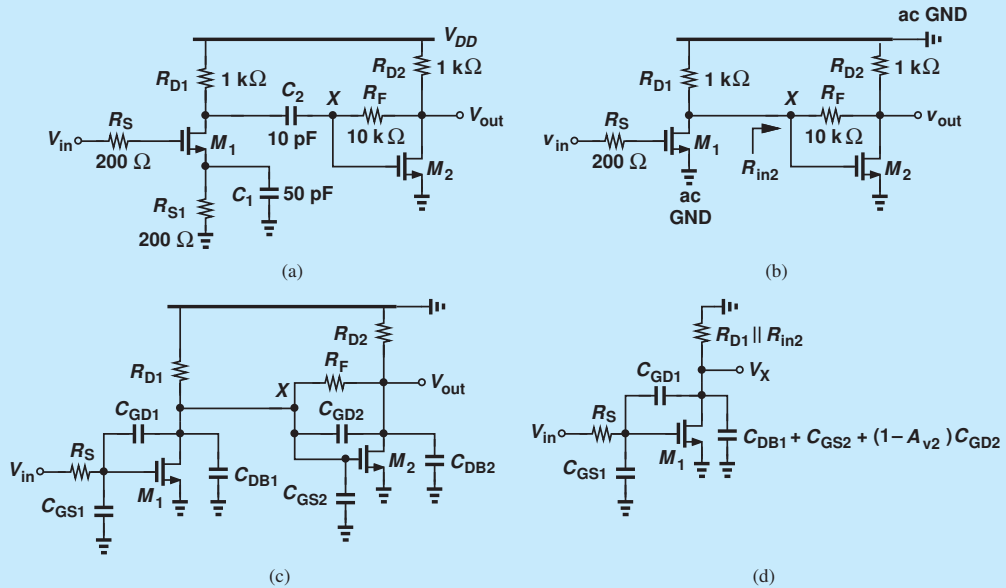 V_DD
R_D1
1 kΩ
C_2
X
R_F
R_D2
1 kΩ
V_in
R_S
200 Ω
M_1
10 pF
10 kΩ
V_out
M_2
R_S1
200 Ω
C_1
50 pF
(a)
ac GND
R_D1
1 kΩ
X
R_F
R_D2
1 kΩ
v_in
R_S
200 Ω
M_1
10 kΩ
v_out
R_in2
M_2
ac
GND
(b)
R_D2
R_D1
R_F
X
V_out
C_GD1
C_GD2
R_S
V_in
M_1
M_2
C_DB1
C_DB2
C_GS1
C_GS2
(c)
R_D1 || R_in2
C_GD1
V_X
R_S
V_in
M_1
C_DB1 + C_GS2 + (1– A_v2) C_GD2
C_GS1
(d)